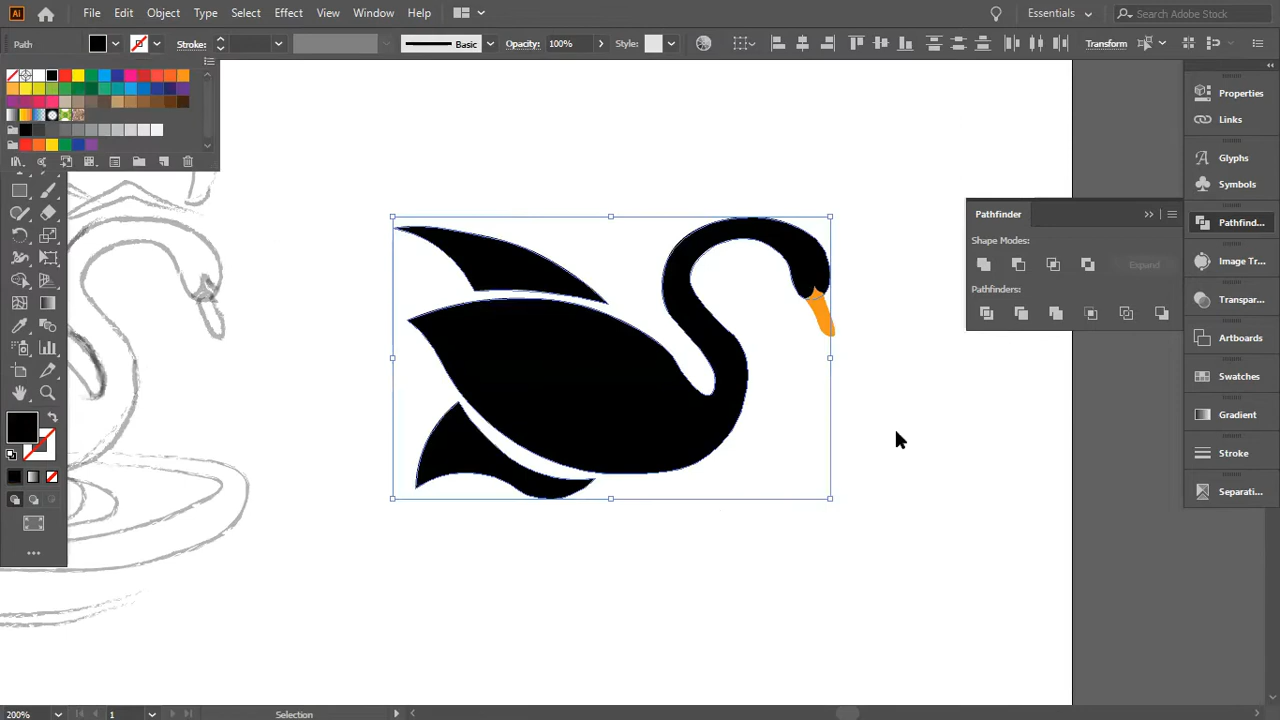 Ai File Edit Object Type Select Effect View Window Help Essentials Search Adobe Stock
Path Stroke: Basic Opacity: 100% Style: Transform
Properties
Links
Glyphs
Symbols
Pathfind...
Image Tr...
Transpar...
Artboards
Swatches
Gradient
Stroke
Separati...
Pathfinder
Shape Modes:
Expand
Pathfinders:
200% 1 Selection